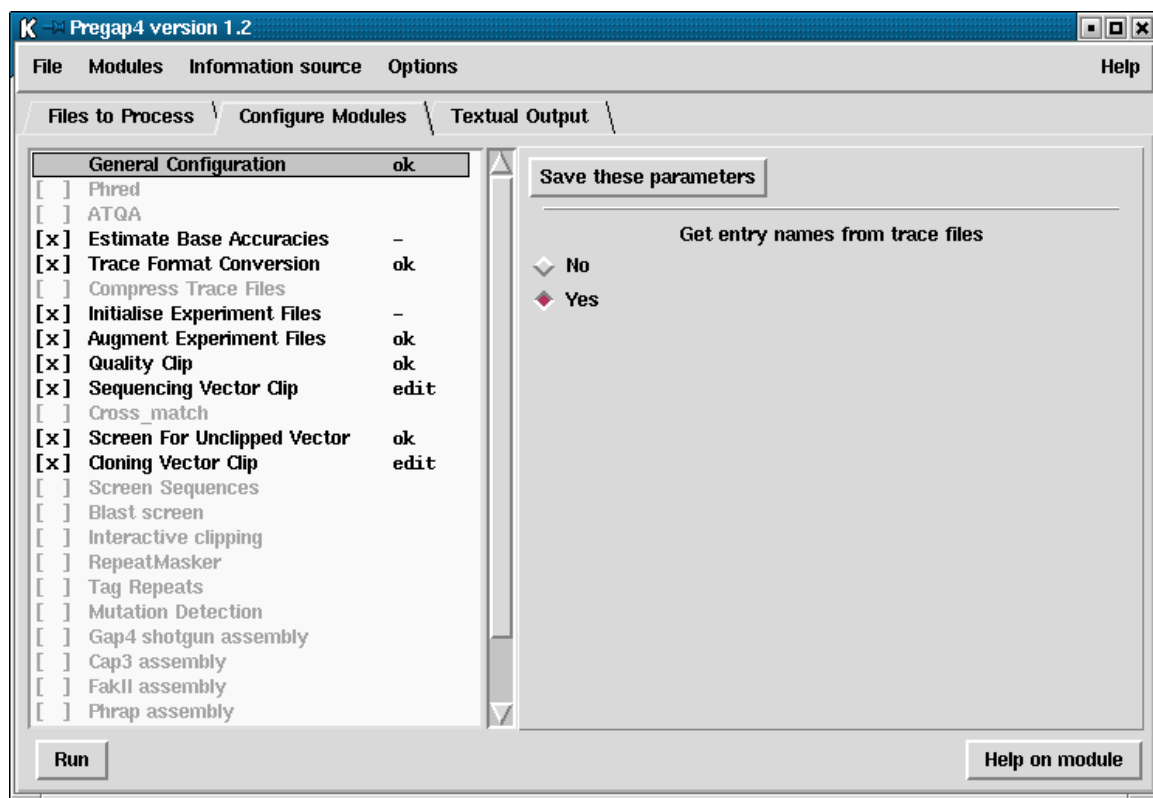 K Pregap4 version 1.2
File Modules Information source Options Help
Files to Process Configure Modules Textual Output
General Configuration ok
[ ] Phred
[ ] ATQA
[x] Estimate Base Accuracies -
[x] Trace Format Conversion ok
[ ] Compress Trace Files
[x] Initialise Experiment Files -
[x] Augment Experiment Files ok
[x] Quality Clip ok
[x] Sequencing Vector Clip edit
[ ] Cross_match
[x] Screen For Unclipped Vector ok
[x] Cloning Vector Clip edit
[ ] Screen Sequences
[ ] Blast screen
[ ] Interactive clipping
[ ] RepeatMasker
[ ] Tag Repeats
[ ] Mutation Detection
[ ] Gap4 shotgun assembly
[ ] Cap3 assembly
[ ] FakII assembly
[ ] Phrap assembly
Save these parameters
Get entry names from trace files
No
Yes
Run Help on module